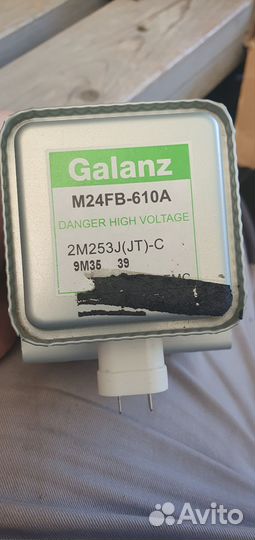 Galanz
M24FB-610A
DANGER HIGH VOLTAGE
2M253J(JT)-C
9M35 39
Avito